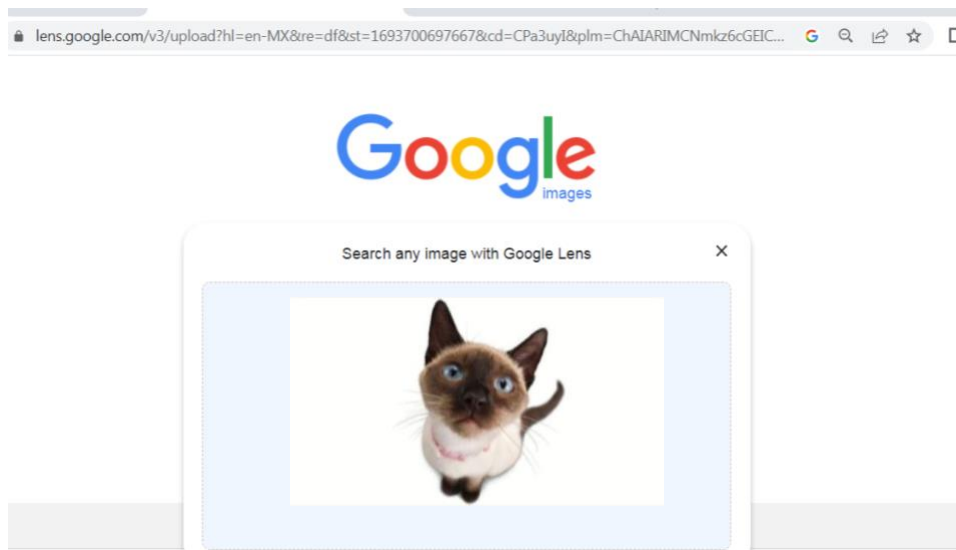 lens.google.com/v3/upload?hl=en-MX&re=df&st=1693700697667&cd=CPa3uyI&plm=ChAIARIMCNmkz6cGEIC...
Google
images
Search any image with Google Lens